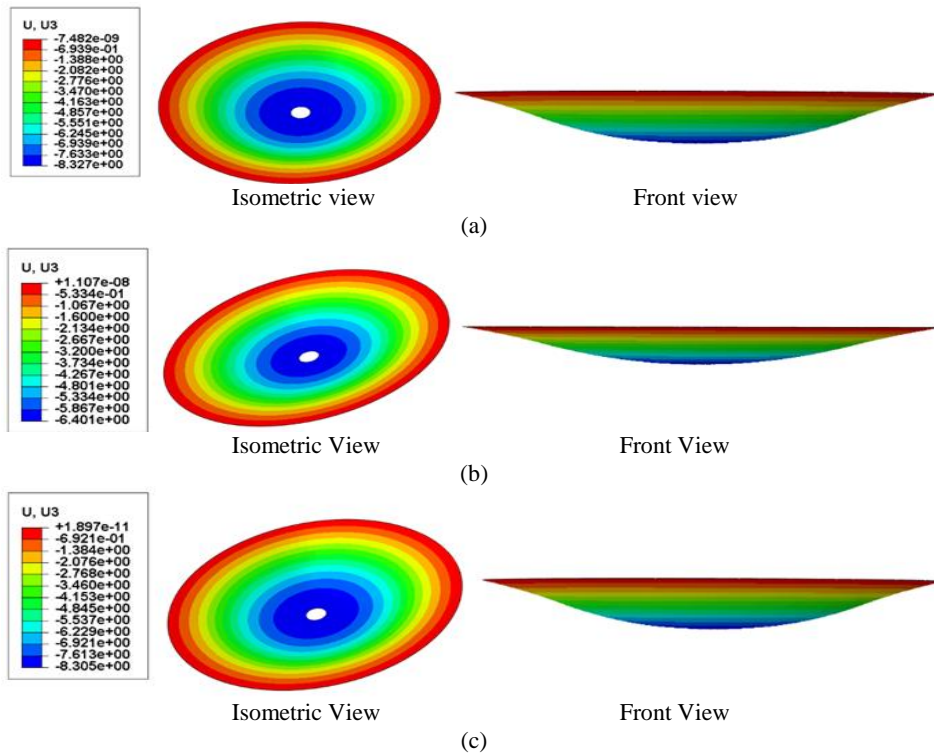 U, U3
-7.482e-09
-6.939e-01
-1.388e+00
-2.082e+00
-2.776e+00
-3.470e+00
-4.163e+00
-4.857e+00
-5.551e+00
-6.245e+00
-6.939e+00
-7.633e+00
-8.327e+00
Isometric view Front view
(a)
U, U3
+1.107e-08
-5.334e-01
-1.067e+00
-1.600e+00
-2.134e+00
-2.667e+00
-3.200e+00
-3.734e+00
-4.267e+00
-4.801e+00
-5.334e+00
-5.867e+00
-6.401e+00
Isometric View Front View
(b)
U, U3
+1.897e-11
-6.921e-01
-1.384e+00
-2.076e+00
-2.768e+00
-3.460e+00
-4.153e+00
-4.845e+00
-5.537e+00
-6.229e+00
-6.921e+00
-7.613e+00
-8.305e+00
Isometric View Front View
(c)